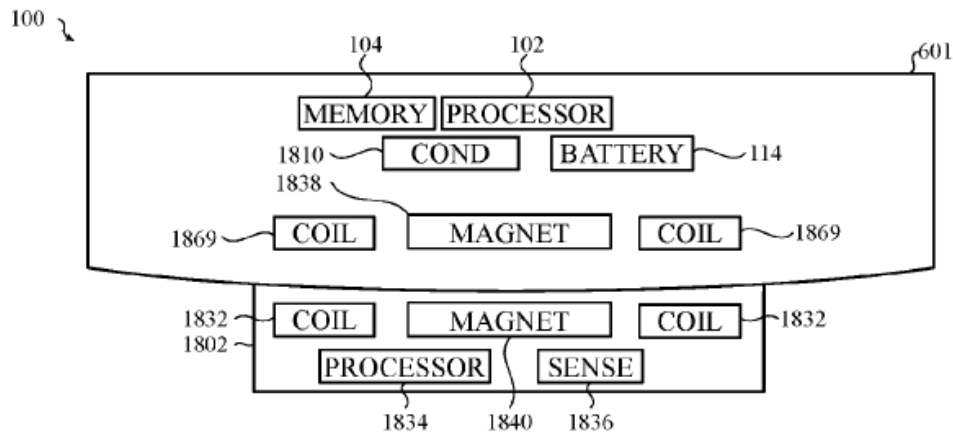 100
104 102 601
MEMORY PROCESSOR
1810 COND BATTERY 114
1838
1869 COIL MAGNET COIL 1869
1832 COIL MAGNET COIL 1832
1802
PROCESSOR SENSE
1834 1840 1836